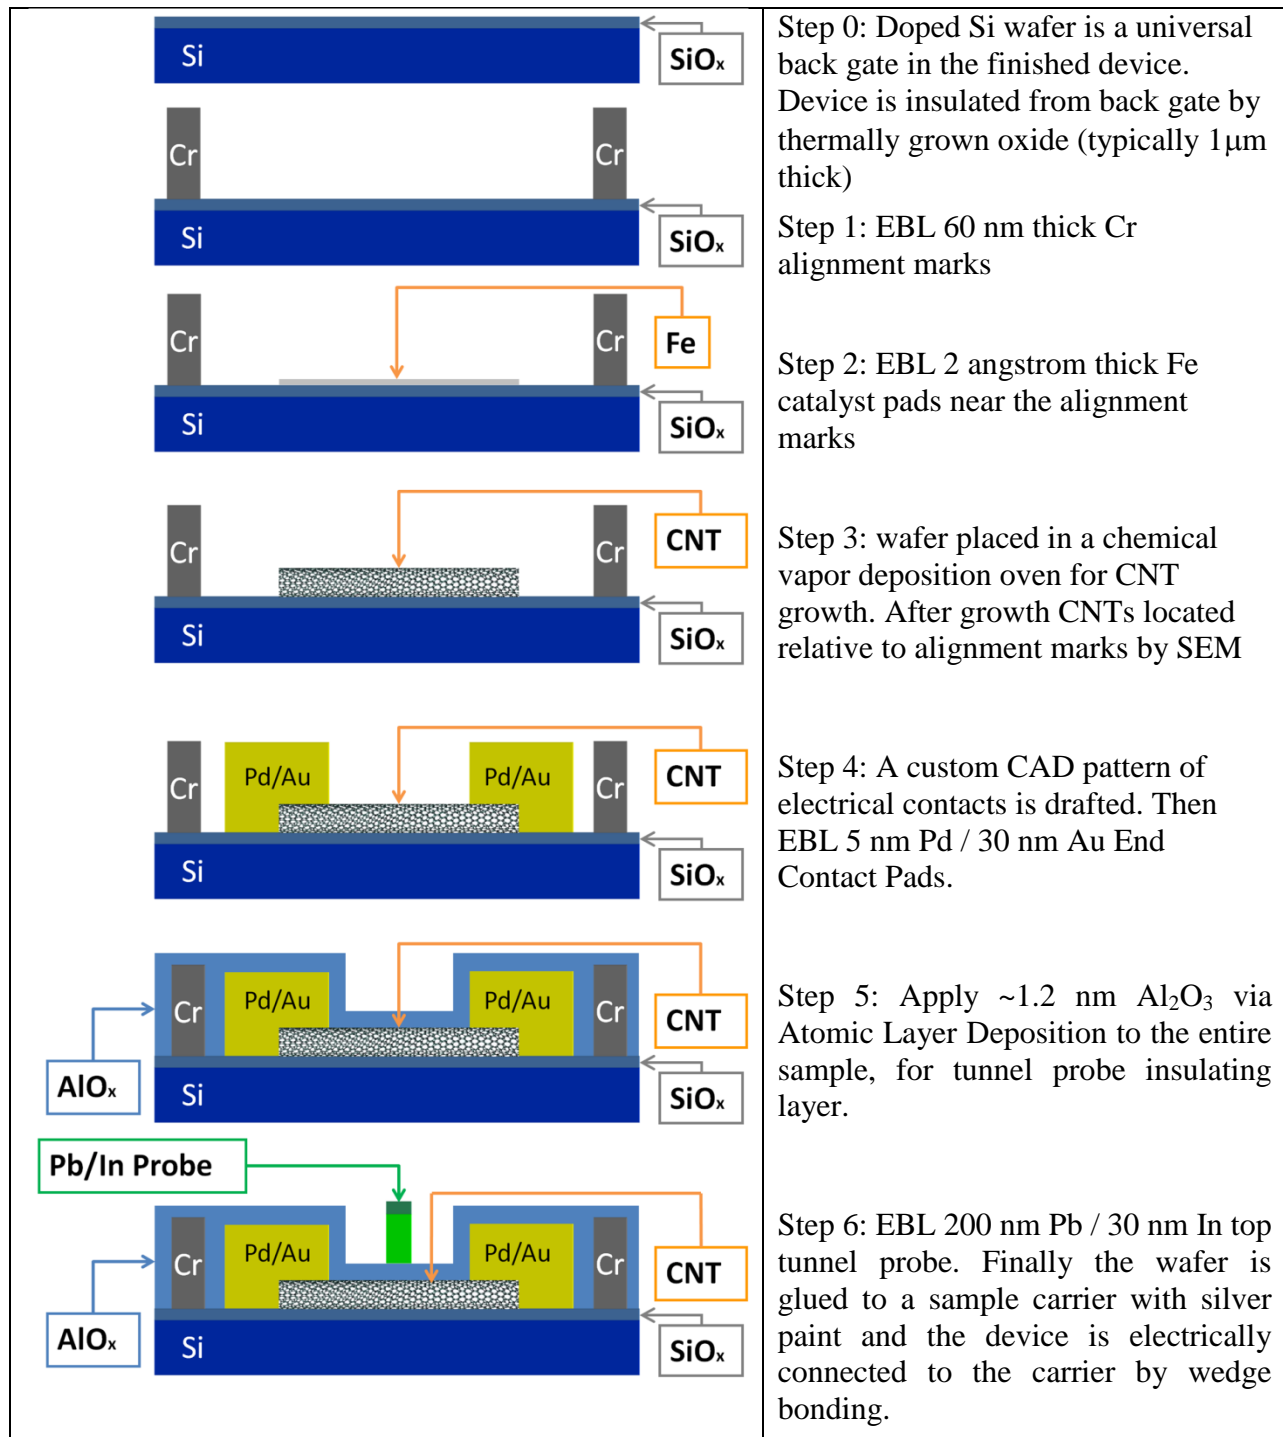 Si
SiOx
Step 0: Doped Si wafer is a universal
back gate in the finished device.
Device is insulated from back gate by
thermally grown oxide (typically 1μm
thick)
Cr
Cr
Si
SiOx
Step 1: EBL 60 nm thick Cr
alignment marks
Cr
Cr
Fe
Si
SiOx
Step 2: EBL 2 angstrom thick Fe
catalyst pads near the alignment
marks
Cr
Cr
CNT
Si
SiOx
Step 3: wafer placed in a chemical
vapor deposition oven for CNT
growth. After growth CNTs located
relative to alignment marks by SEM
Cr
Pd/Au
Pd/Au
Cr
CNT
Si
SiOx
Step 4: A custom CAD pattern of
electrical contacts is drafted. Then
EBL 5 nm Pd / 30 nm Au End
Contact Pads.
Cr
Pd/Au
Pd/Au
Cr
CNT
AlOx
Si
SiOx
Step 5: Apply ~1.2 nm Al₂O₃ via
Atomic Layer Deposition to the entire
sample, for tunnel probe insulating
layer.
Pb/In Probe
Cr
Pd/Au
Pd/Au
Cr
CNT
AlOx
Si
SiOx
Step 6: EBL 200 nm Pb / 30 nm In top
tunnel probe. Finally the wafer is
glued to a sample carrier with silver
paint and the device is electrically
connected to the carrier by wedge
bonding.